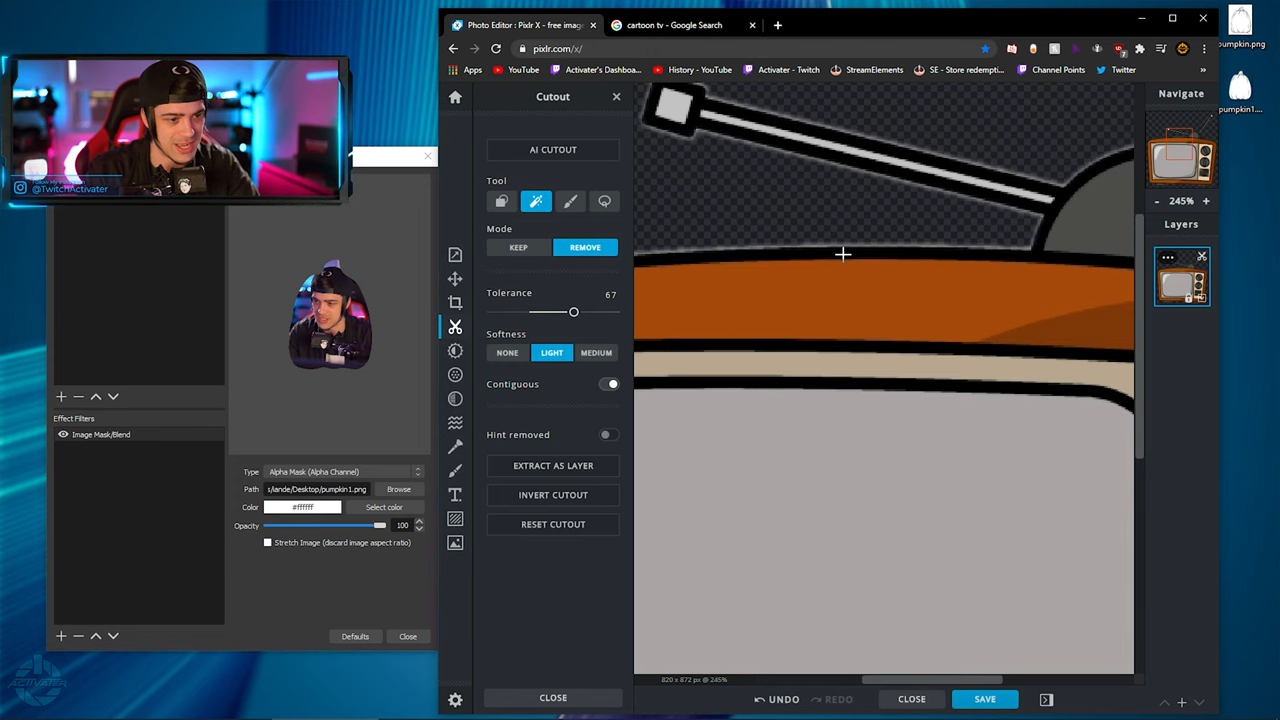 Photo Editor : Pixlr X - free imag
cartoon tv - Google Search
pixlr.com/x/
Apps
YouTube
Activater's Dashboa...
History - YouTube
Activater - Twitch
StreamElements
SE - Store redempti...
Channel Points
Twitter
pumpkin.png
pumpkin1....
@TwitchActivater
Cutout
AI CUTOUT
Tool
Mode
KEEP
REMOVE
Tolerance
67
Softness
NONE
LIGHT
MEDIUM
Contiguous
Hint removed
EXTRACT AS LAYER
INVERT CUTOUT
RESET CUTOUT
CLOSE
Navigate
245%
Layers
820 x 872 px @ 245%
UNDO
REDO
CLOSE
SAVE
Effect Filters
Image Mask/Blend
Type
Alpha Mask (Alpha Channel)
Path
s/iande/Desktop/pumpkin1.png
Browse
Color
#ffffff
Select color
Opacity
100
Stretch Image (discard image aspect ratio)
Defaults
Close
ACTIVATER